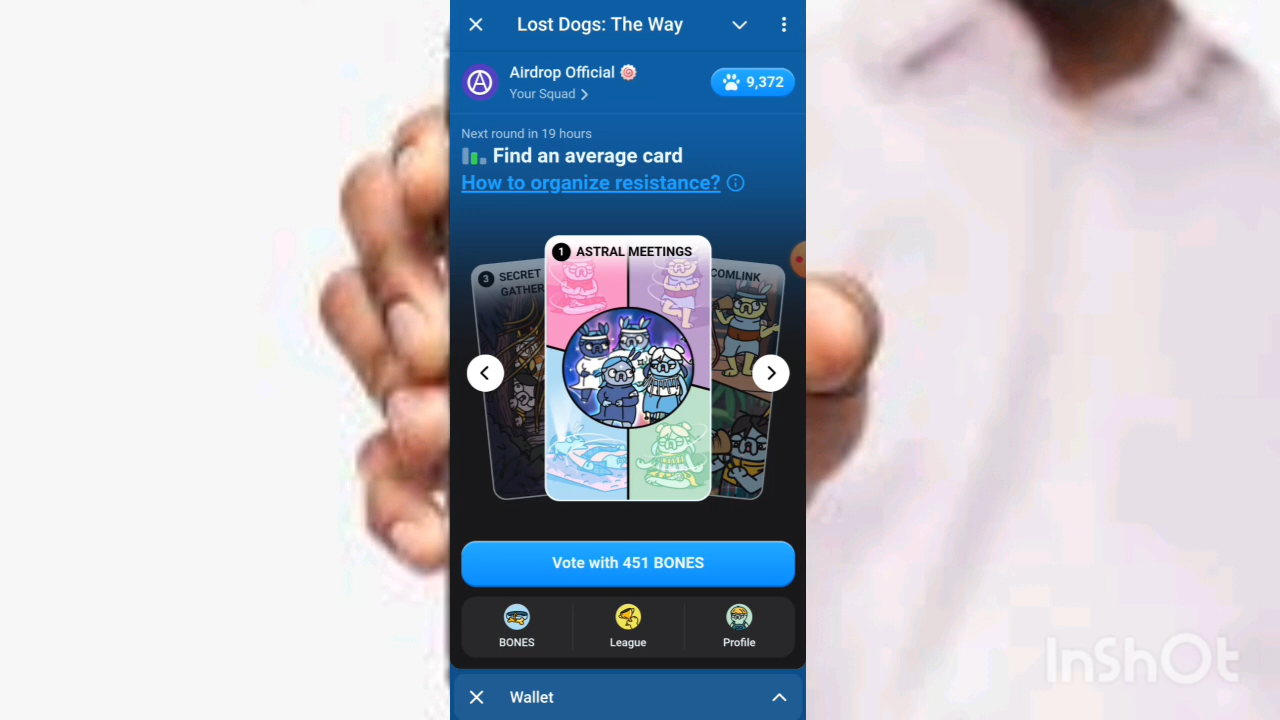 Lost Dogs: The Way
Airdrop Official
Your Squad
9,372
Next round in 19 hours
Find an average card
How to organize resistance?
1 ASTRAL MEETINGS
3 SECRET
GATHER
COMLINK
Vote with 451 BONES
BONES
League
Profile
Wallet
InShOt